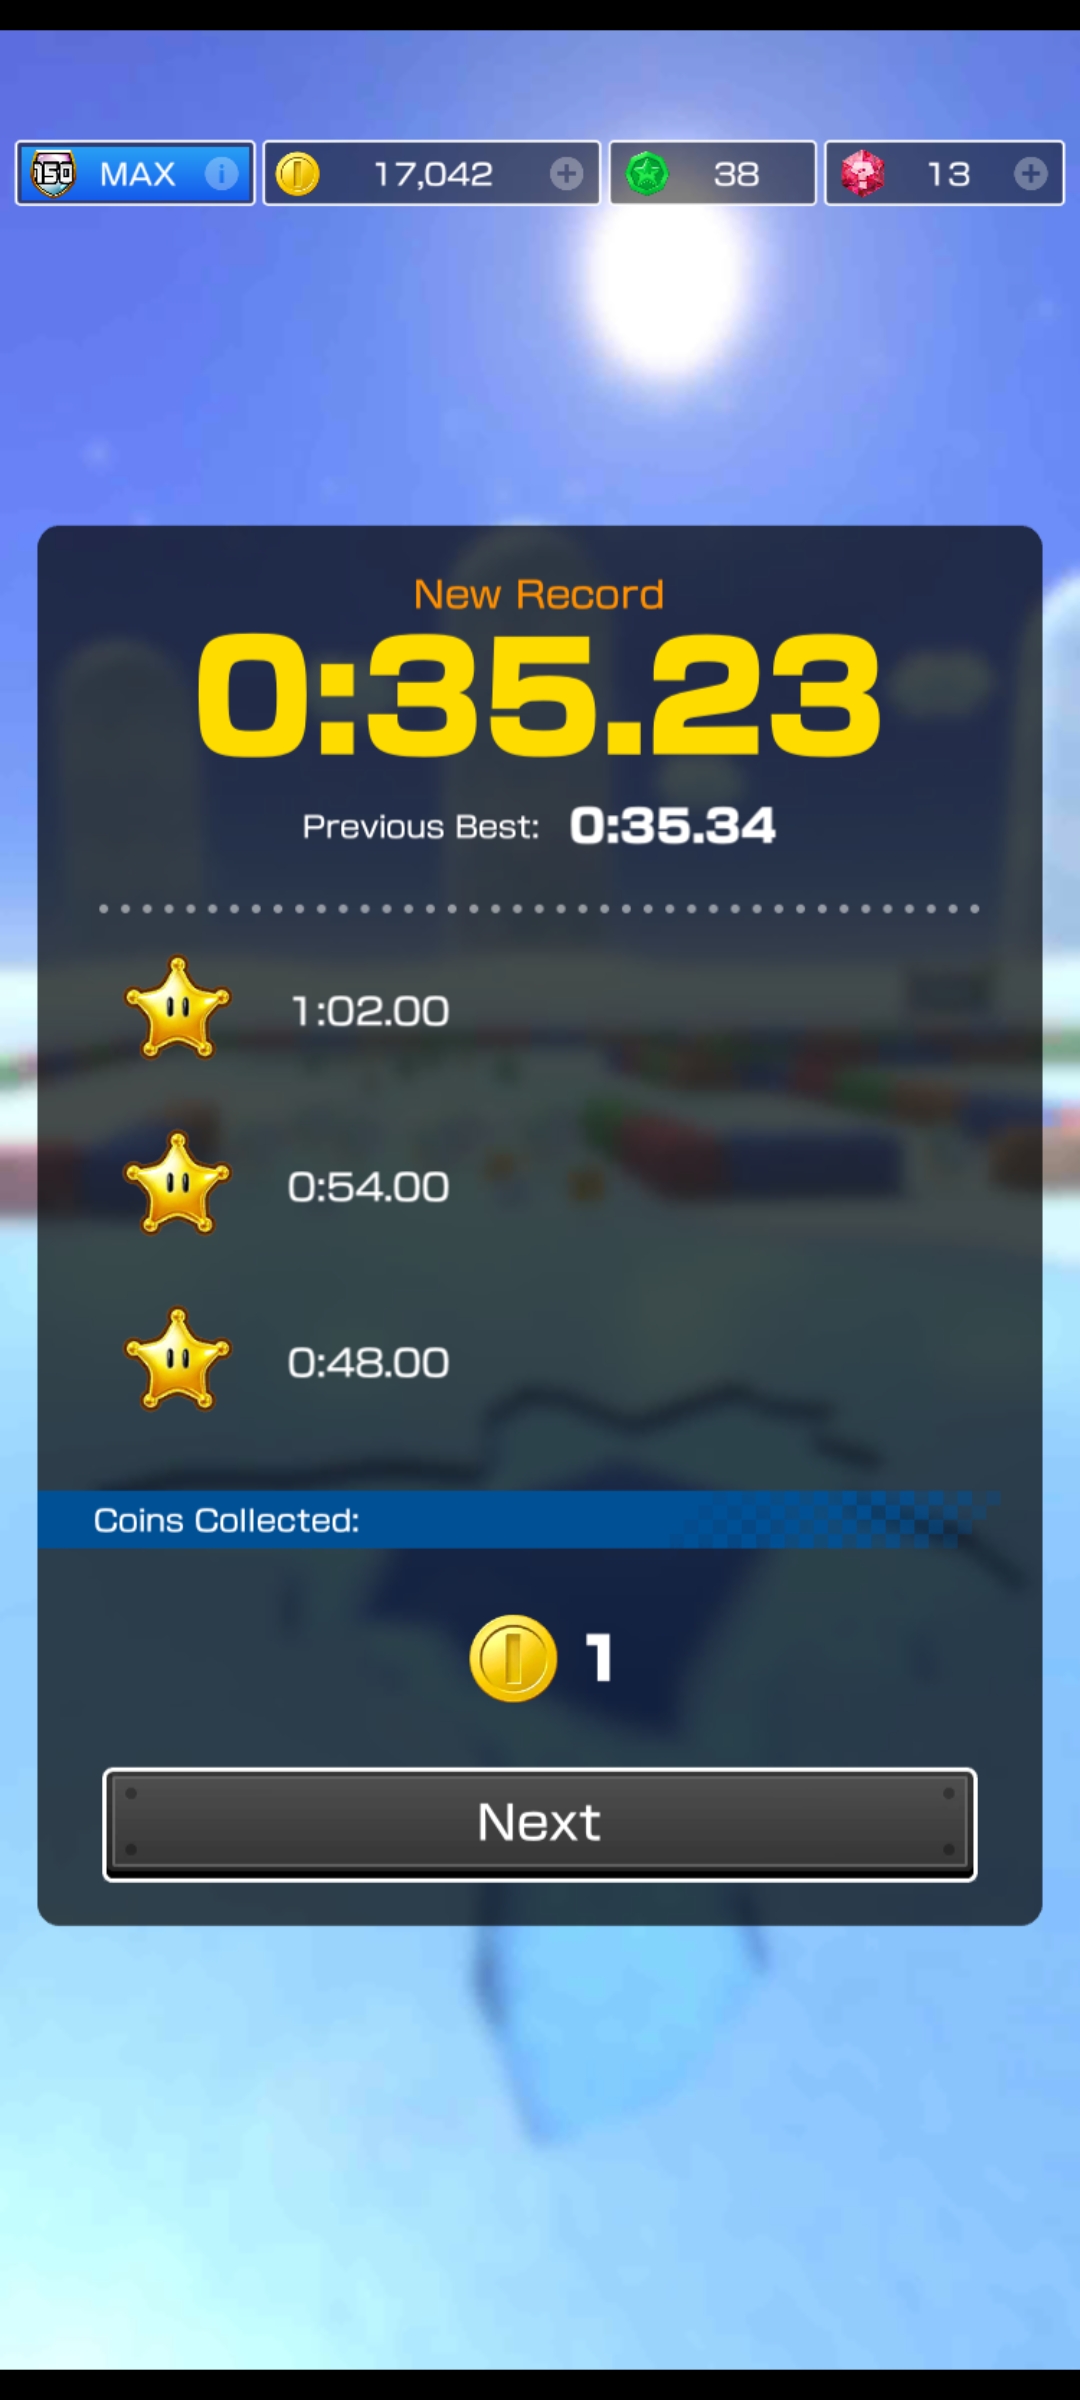 150 MAX i 17,042 + 38 ? 13 +
New Record
0:35.23
Previous Best: 0:35.34
1:02.00
0:54.00
0:48.00
Coins Collected:
1
Next